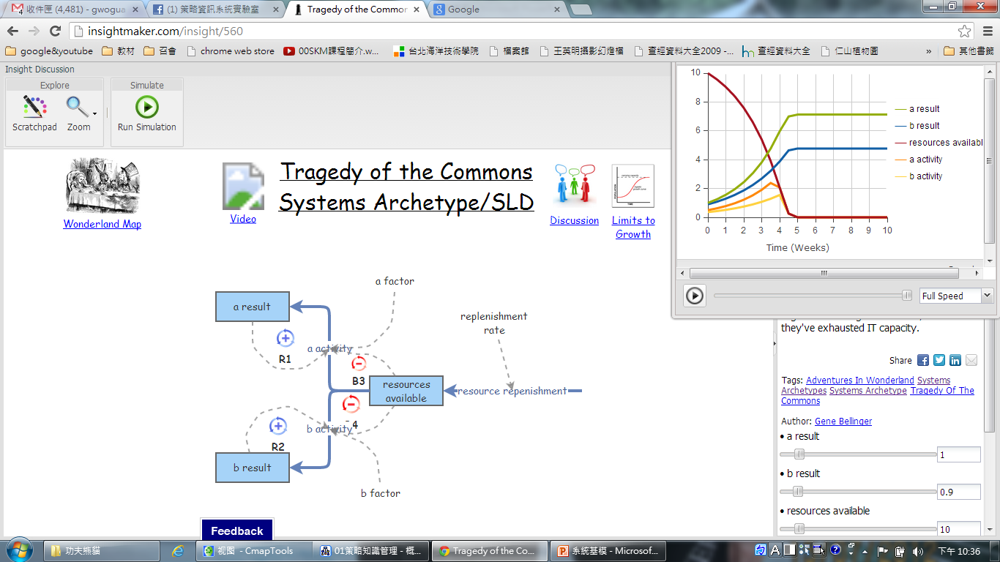 收件匣 (4,481) - gwogua
(1) 策略資訊系統實驗室
Tragedy of the Common
Google
insightmaker.com/insight/560
google&youtube
教材
召會
chrome web store
00SKM課程簡介.w...
台北海洋技術學院
檔案館
王英明攝影幻燈檔
查經資料大全2009 -...
查經資料大全
仁山植物園
»
其他書籤
Insight Discussion
Explore
Simulate
Scratchpad
Zoom
Run Simulation
Wonderland Map
Video
Tragedy of the Commons
Systems Archetype/SLD
Discussion
Limits to
Growth
10
8
6
4
2
0
0 1 2 3 4 5 6 7 8 9 10
Time (Weeks)
a result
b result
resources availabl
a activity
b activity
Full Speed
a factor
a result
replenishment
rate
R1
a activity
B3
resources
available
resource repenishment
4
b activity
R2
b result
b factor
Feedback
they've exhausted IT capacity.
Share
Tags: Adventures In Wonderland Systems
Archetypes Systems Archetype Tragedy Of The
Commons
Author: Gene Bellinger
• a result
1
• b result
0.9
• resources available
10
功夫熊貓
视图 - CmapTools
01策略知識管理 - 概...
Tragedy of the Co...
系統基模 - Microsof...
下午 10:36